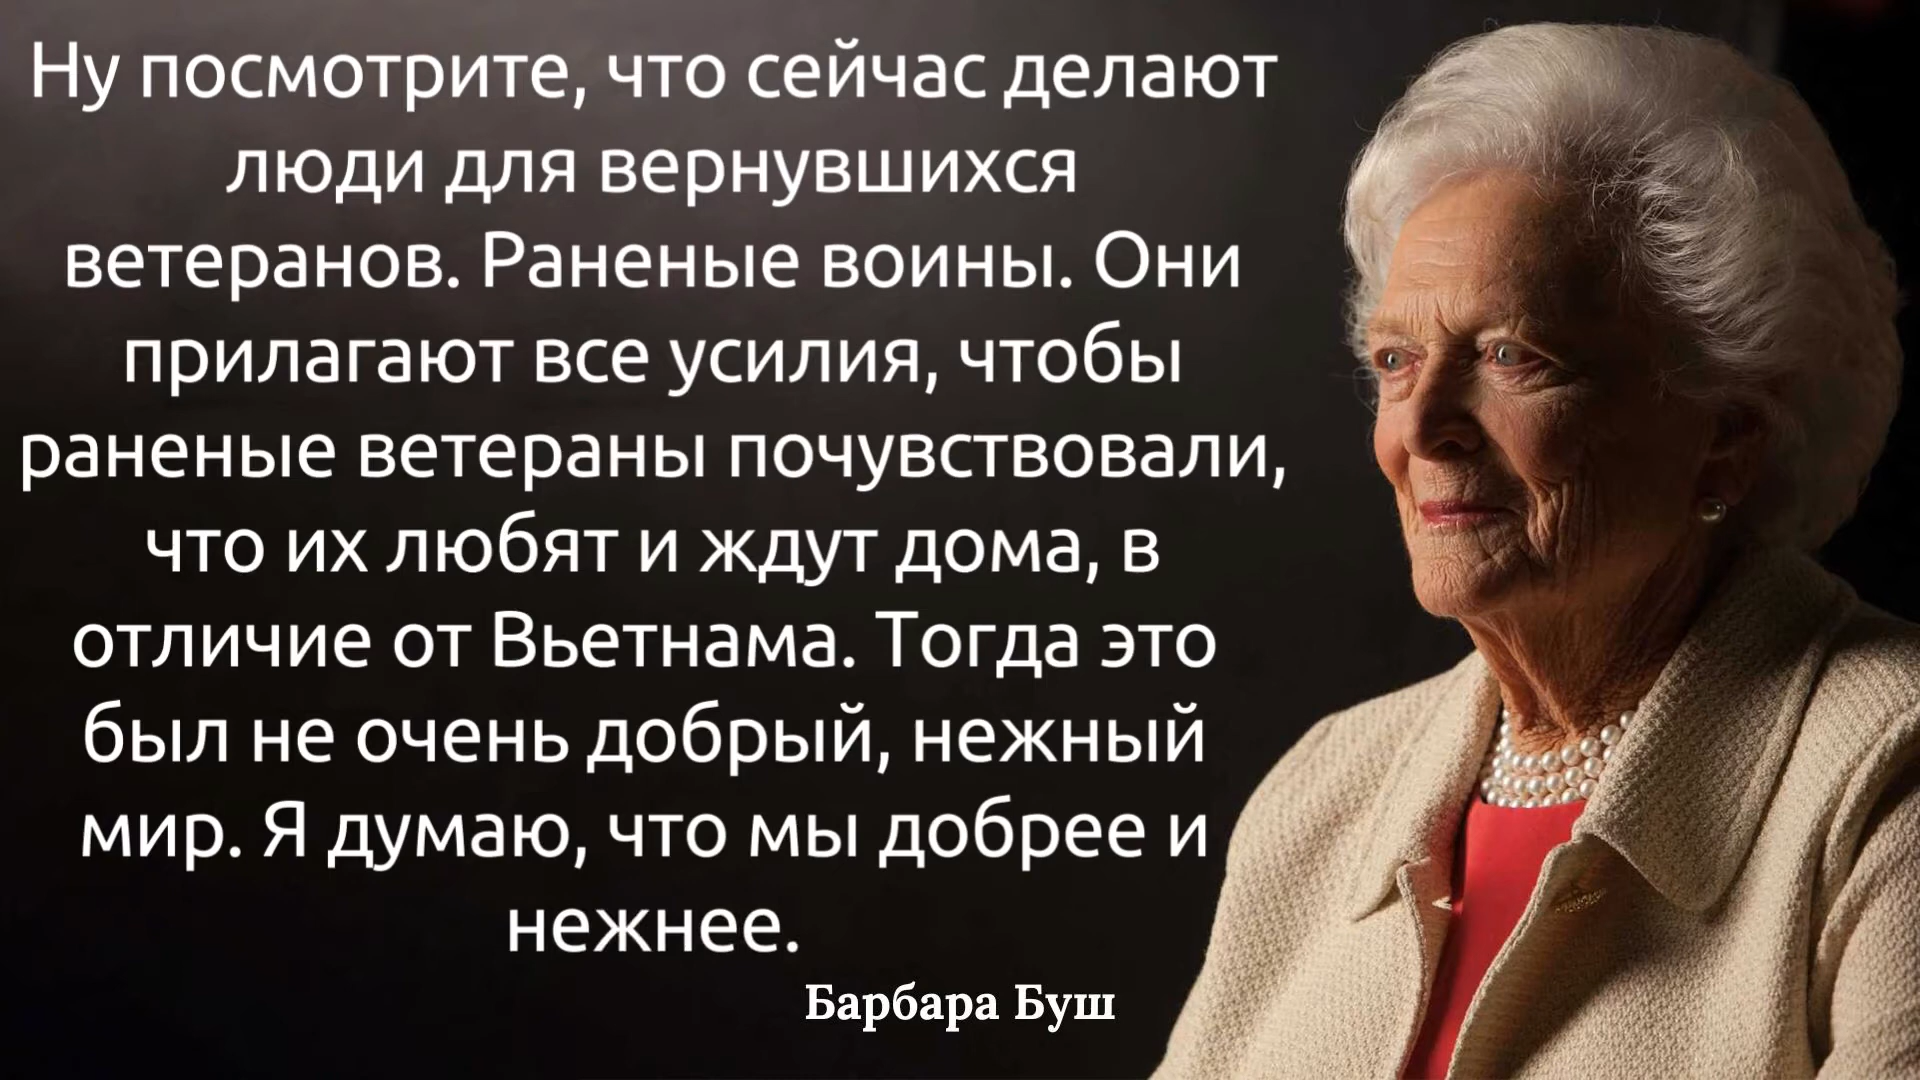 Ну посмотрите, что сейчас делают
люди для вернувшихся
ветеранов. Раненые воины. Они
прилагают все усилия, чтобы
раненые ветераны почувствовали,
что их любят и ждут дома, в
отличие от Вьетнама. Тогда это
был не очень добрый, нежный
мир. Я думаю, что мы добрее и
нежнее.
Барбара Буш